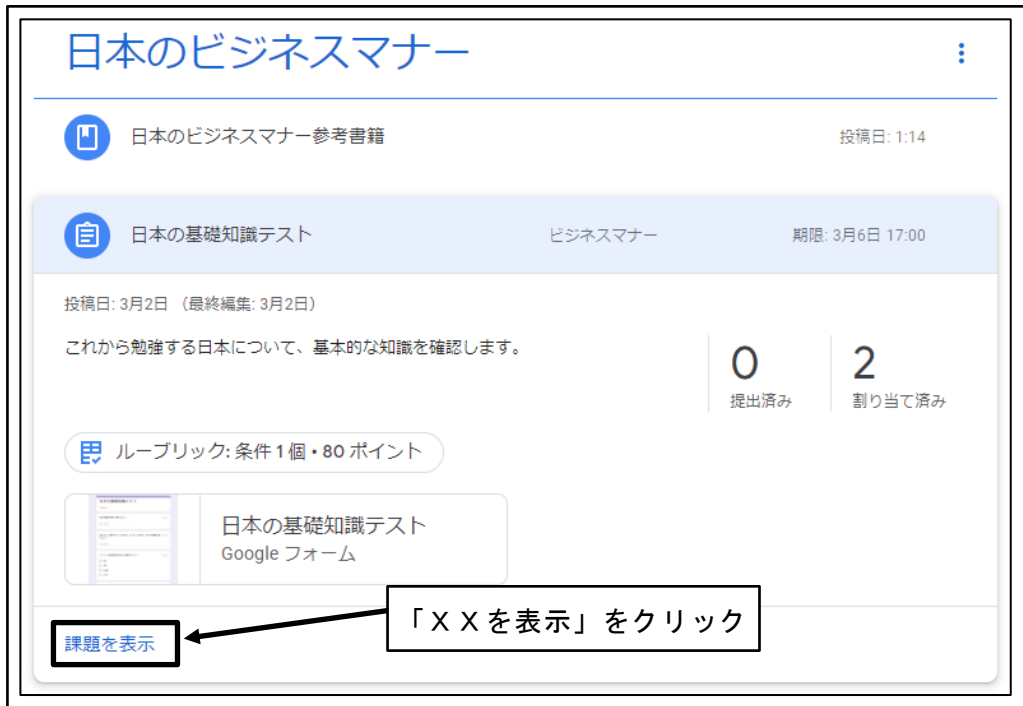 日本のビジネスマナー
日本のビジネスマナー参考書籍
投稿日: 1:14
日本の基礎知識テスト
ビジネスマナー
期限: 3月6日 17:00
投稿日: 3月2日 （最終編集: 3月2日）
これから勉強する日本について、基本的な知識を確認します。
0
提出済み
2
割り当て済み
ルーブリック: 条件 1 個 • 80 ポイント
日本の基礎知識テスト
Google フォーム
「ＸＸを表示」をクリック
課題を表示